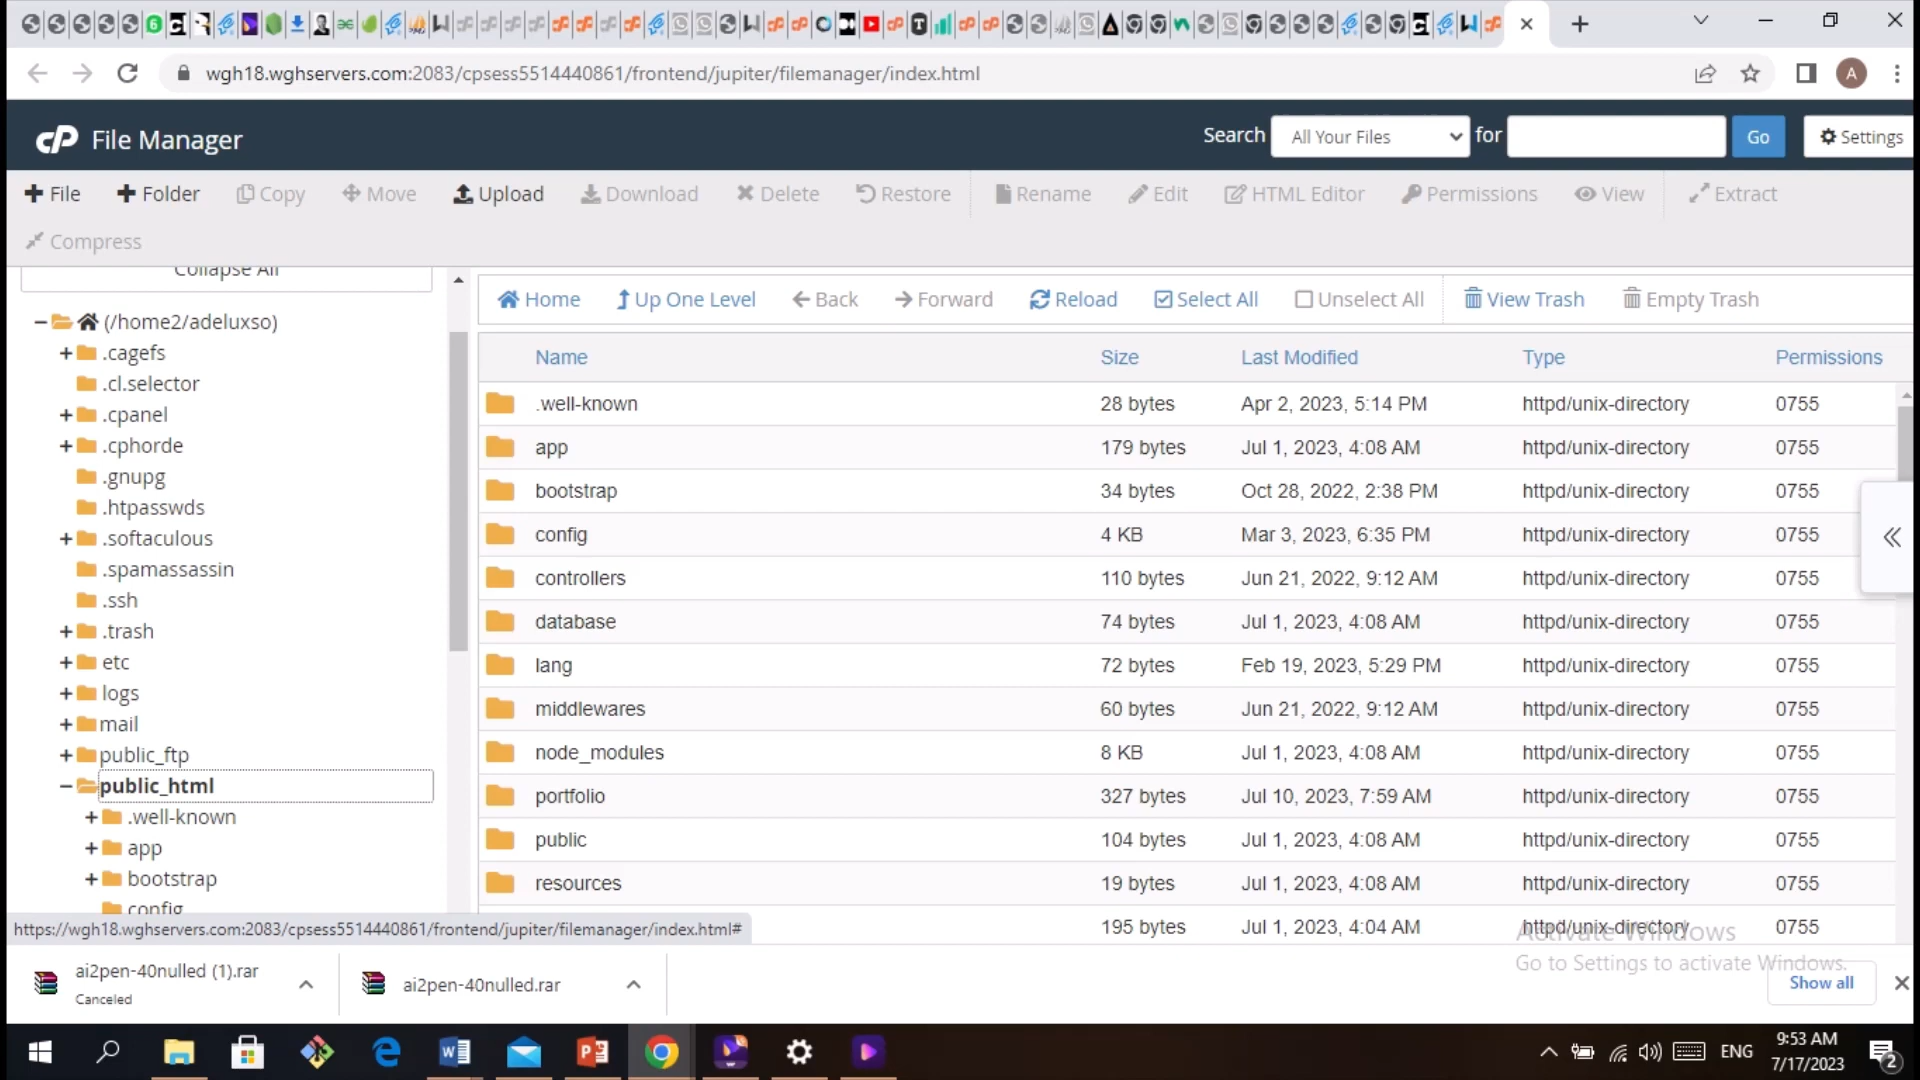 wgh18.wghservers.com:2083/cpsess5514440861/frontend/jupiter/filemanager/index.html
A
cP File Manager
Search All Your Files for Go Settings
File Folder Copy Move Upload Download Delete Restore Rename Edit HTML Editor Permissions View Extract
Compress
Collapse All
Home Up One Level Back Forward Reload Select All Unselect All View Trash Empty Trash
(/home2/adeluxso)
.cagefs
.cl.selector
.cpanel
.cphorde
.gnupg
.htpasswds
.softaculous
.spamassassin
.ssh
.trash
etc
logs
mail
public_ftp
public_html
.well-known
app
bootstrap
config
Name Size Last Modified Type Permissions
.well-known 28 bytes Apr 2, 2023, 5:14 PM httpd/unix-directory 0755
app 179 bytes Jul 1, 2023, 4:08 AM httpd/unix-directory 0755
bootstrap 34 bytes Oct 28, 2022, 2:38 PM httpd/unix-directory 0755
config 4 KB Mar 3, 2023, 6:35 PM httpd/unix-directory 0755
controllers 110 bytes Jun 21, 2022, 9:12 AM httpd/unix-directory 0755
database 74 bytes Jul 1, 2023, 4:08 AM httpd/unix-directory 0755
lang 72 bytes Feb 19, 2023, 5:29 PM httpd/unix-directory 0755
middlewares 60 bytes Jun 21, 2022, 9:12 AM httpd/unix-directory 0755
node_modules 8 KB Jul 1, 2023, 4:08 AM httpd/unix-directory 0755
portfolio 327 bytes Jul 10, 2023, 7:59 AM httpd/unix-directory 0755
public 104 bytes Jul 1, 2023, 4:08 AM httpd/unix-directory 0755
resources 19 bytes Jul 1, 2023, 4:08 AM httpd/unix-directory 0755
195 bytes Jul 1, 2023, 4:04 AM httpd/unix-directory 0755
https://wgh18.wghservers.com:2083/cpsess5514440861/frontend/jupiter/filemanager/index.html#
Activate Windows
Go to Settings to activate Windows.
ai2pen-40nulled (1).rar
Canceled
ai2pen-40nulled.rar
Show all
ENG
9:53 AM
7/17/2023
2